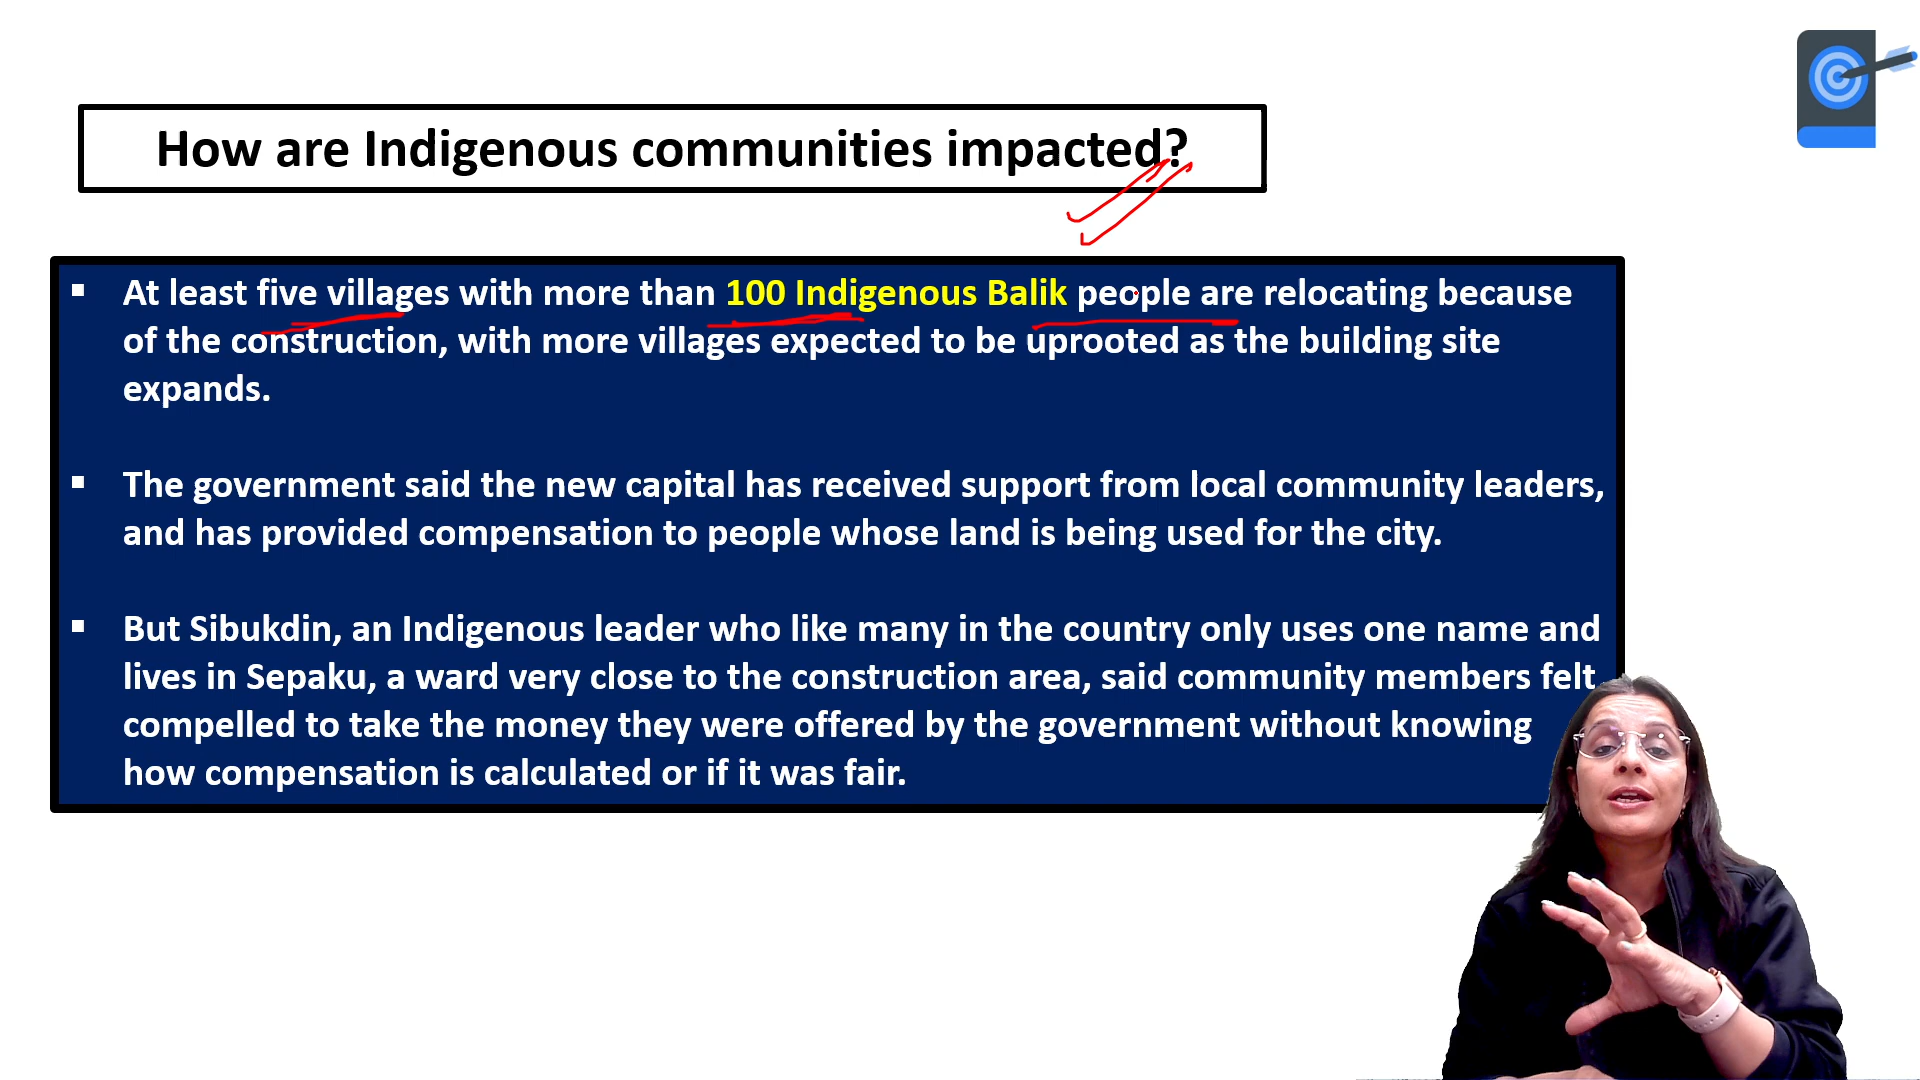 How are Indigenous communities impacted?
▪ At least five villages with more than 100 Indigenous Balik people are relocating because
of the construction, with more villages expected to be uprooted as the building site
expands.
▪ The government said the new capital has received support from local community leaders,
and has provided compensation to people whose land is being used for the city.
▪ But Sibukdin, an Indigenous leader who like many in the country only uses one name and
lives in Sepaku, a ward very close to the construction area, said community members felt
compelled to take the money they were offered by the government without knowing
how compensation is calculated or if it was fair.